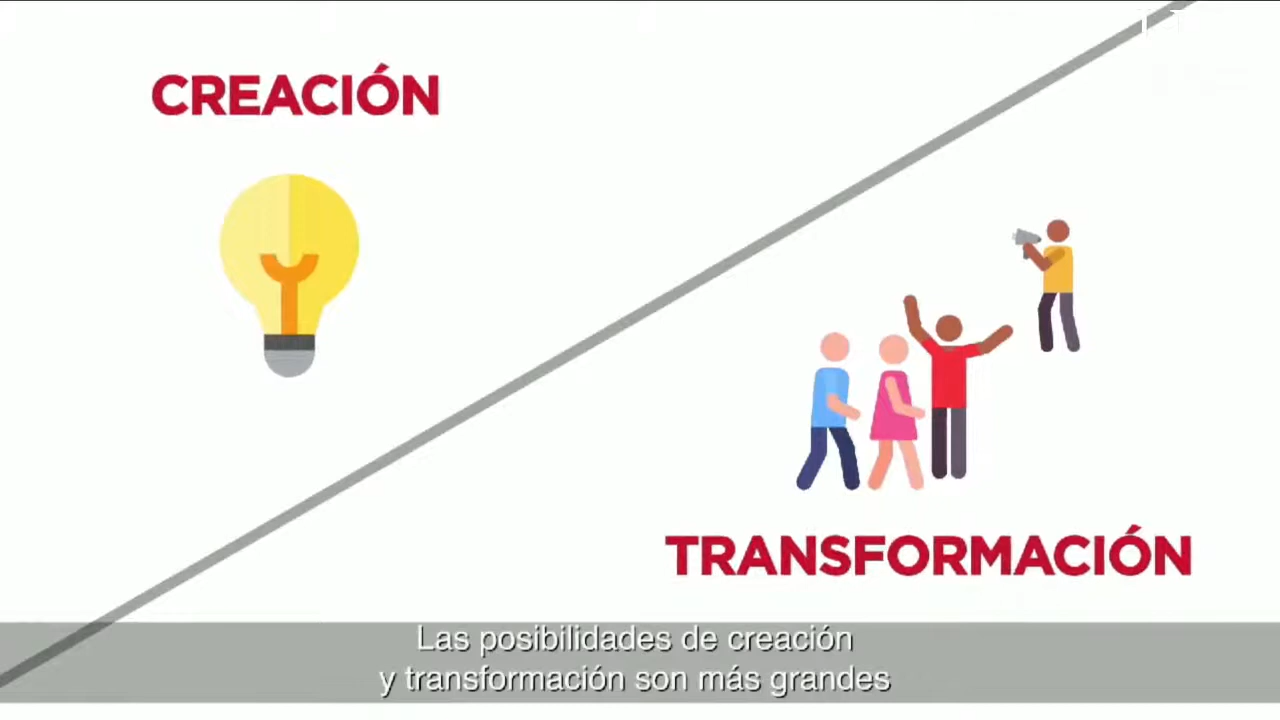 CREACIÓN
TRANSFORMACIÓN
Las posibilidades de creación
y transformación son más grandes